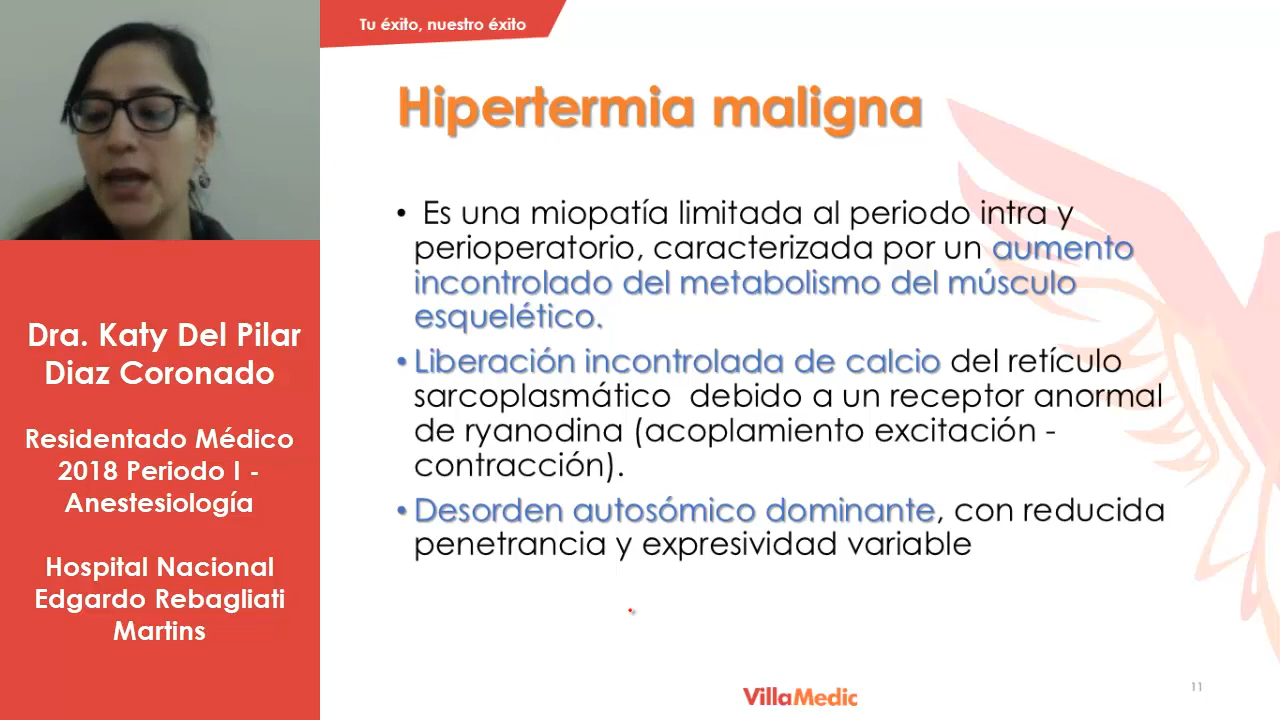 Tu éxito, nuestro éxito
Hipertermia maligna
• Es una miopatía limitada al periodo intra y
perioperatorio, caracterizada por un aumento
incontrolado del metabolismo del músculo
esquelético.
• Liberación incontrolada de calcio del retículo
sarcoplasmático debido a un receptor anormal
de ryanodina (acoplamiento excitación -
contracción).
• Desorden autosómico dominante, con reducida
penetrancia y expresividad variable
Dra. Katy Del Pilar
Diaz Coronado
Residentado Médico
2018 Periodo I -
Anestesiología
Hospital Nacional
Edgardo Rebagliati
Martins
VillaMedic
11